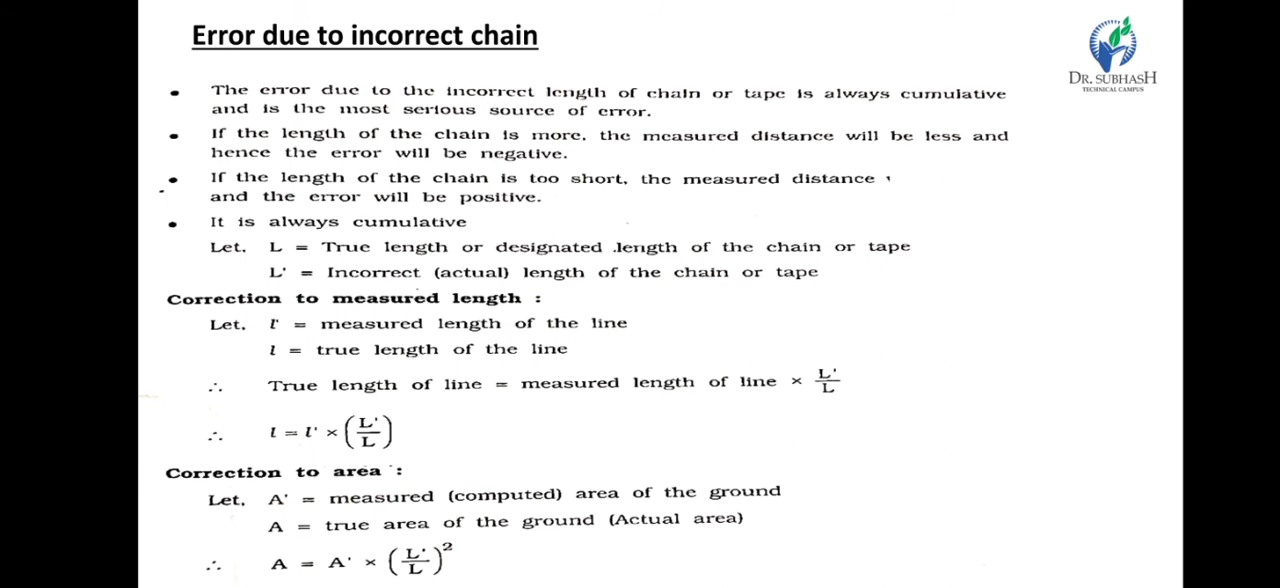 Error due to incorrect chain
DR. SUBHASH
TECHNICAL CAMPUS
• The error due to the incorrect length of chain or tape is always cumulative
and is the most serious source of error.
• If the length of the chain is more, the measured distance will be less and
hence the error will be negative.
• If the length of the chain is too short, the measured distance
and the error will be positive.
• It is always cumulative
Let, L = True length or designated length of the chain or tape
L' = Incorrect (actual) length of the chain or tape
Correction to measured length :
Let, l' = measured length of the line
l = true length of the line
∴ True length of line = measured length of line × L'/L
∴ l = l' × (L'/L)
Correction to area :
Let, A' = measured (computed) area of the ground
A = true area of the ground (Actual area)
∴ A = A' × (L'/L)²